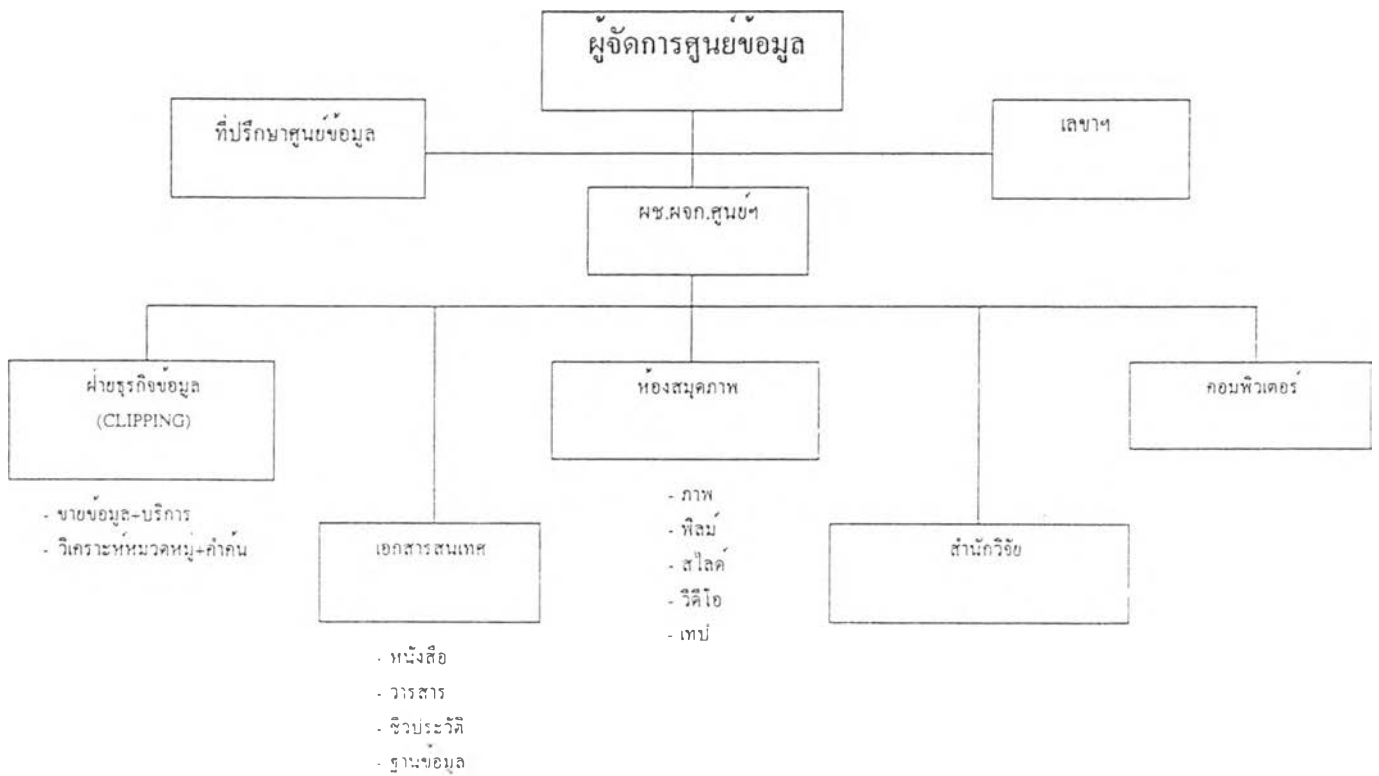 ผู้จัดการศูนย์ข้อมูล
ที่ปรึกษาศูนย์ข้อมูล
เลขาฯ
ผช.ผจก.ศูนย์ฯ
ฝ่ายธุรกิจข้อมูล
(CLIPPING)
- ขายข้อมูล+บริการ
- วิเคราะห์หมวดหมู่+คำค้น
เอกสารสนเทศ
- หนังสือ
- วารสาร
- ชีวประวัติ
- ฐานข้อมูล
ห้องสมุดภาพ
- ภาพ
- ฟิลม์
- สไลด์
- วิดีโอ
- เทป
สำนักวิจัย
คอมพิวเตอร์